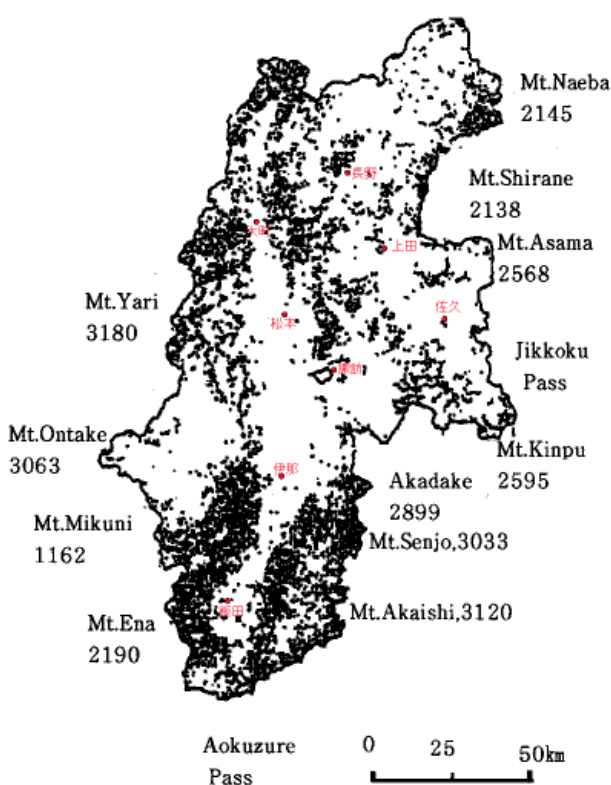 Mt.Naeba
2145
長野
Mt.Shirane
2138
大町
上田
Mt.Asama
2568
Mt.Yari
3180
佐久
松本
Jikkoku
Pass
諏訪
Mt.Ontake
3063
Mt.Kinpu
2595
伊那
Akadake
2899
Mt.Mikuni
1162
Mt.Senjo,3033
飯田
Mt.Akaishi,3120
Mt.Ena
2190
Aokuzure
Pass
0 25 50km